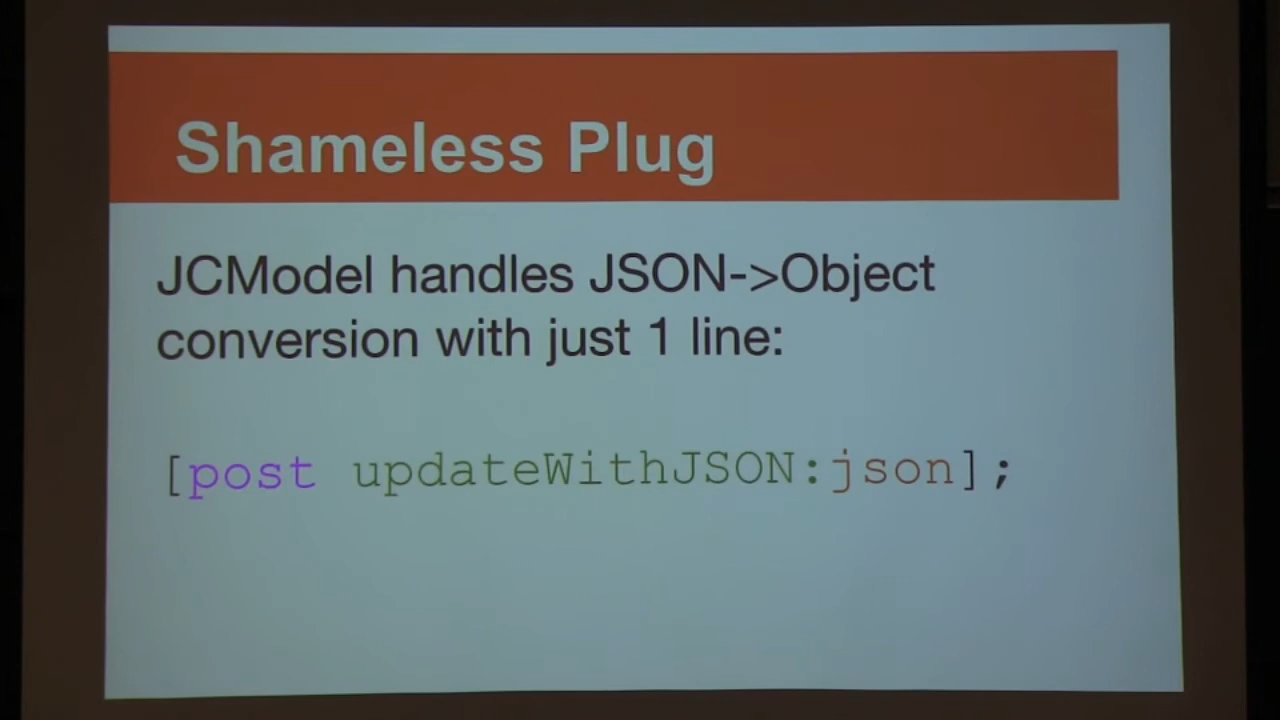 Shameless Plug
JCModel handles JSON->Object
conversion with just 1 line:
[post updateWithJSON:json];